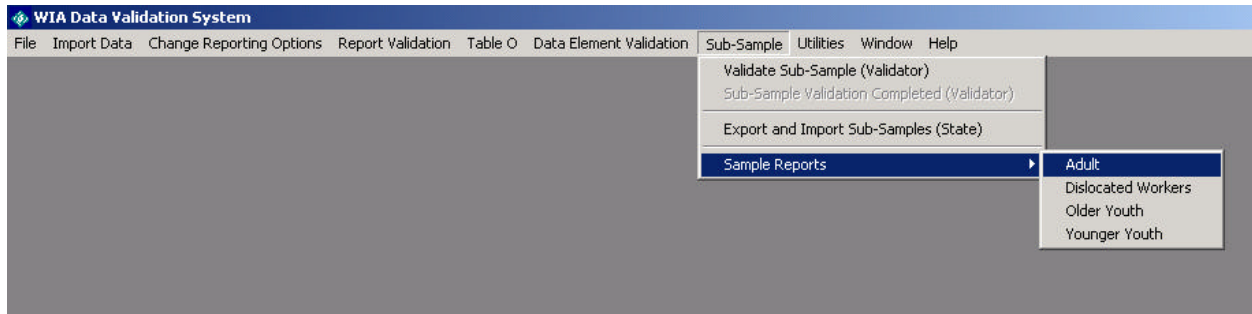 WIA Data Validation System
File Import Data Change Reporting Options Report Validation Table O Data Element Validation Sub-Sample Utilities Window Help
Validate Sub-Sample (Validator)
Sub-Sample Validation Completed (Validator)
Export and Import Sub-Samples (State)
Sample Reports
Adult
Dislocated Workers
Older Youth
Younger Youth